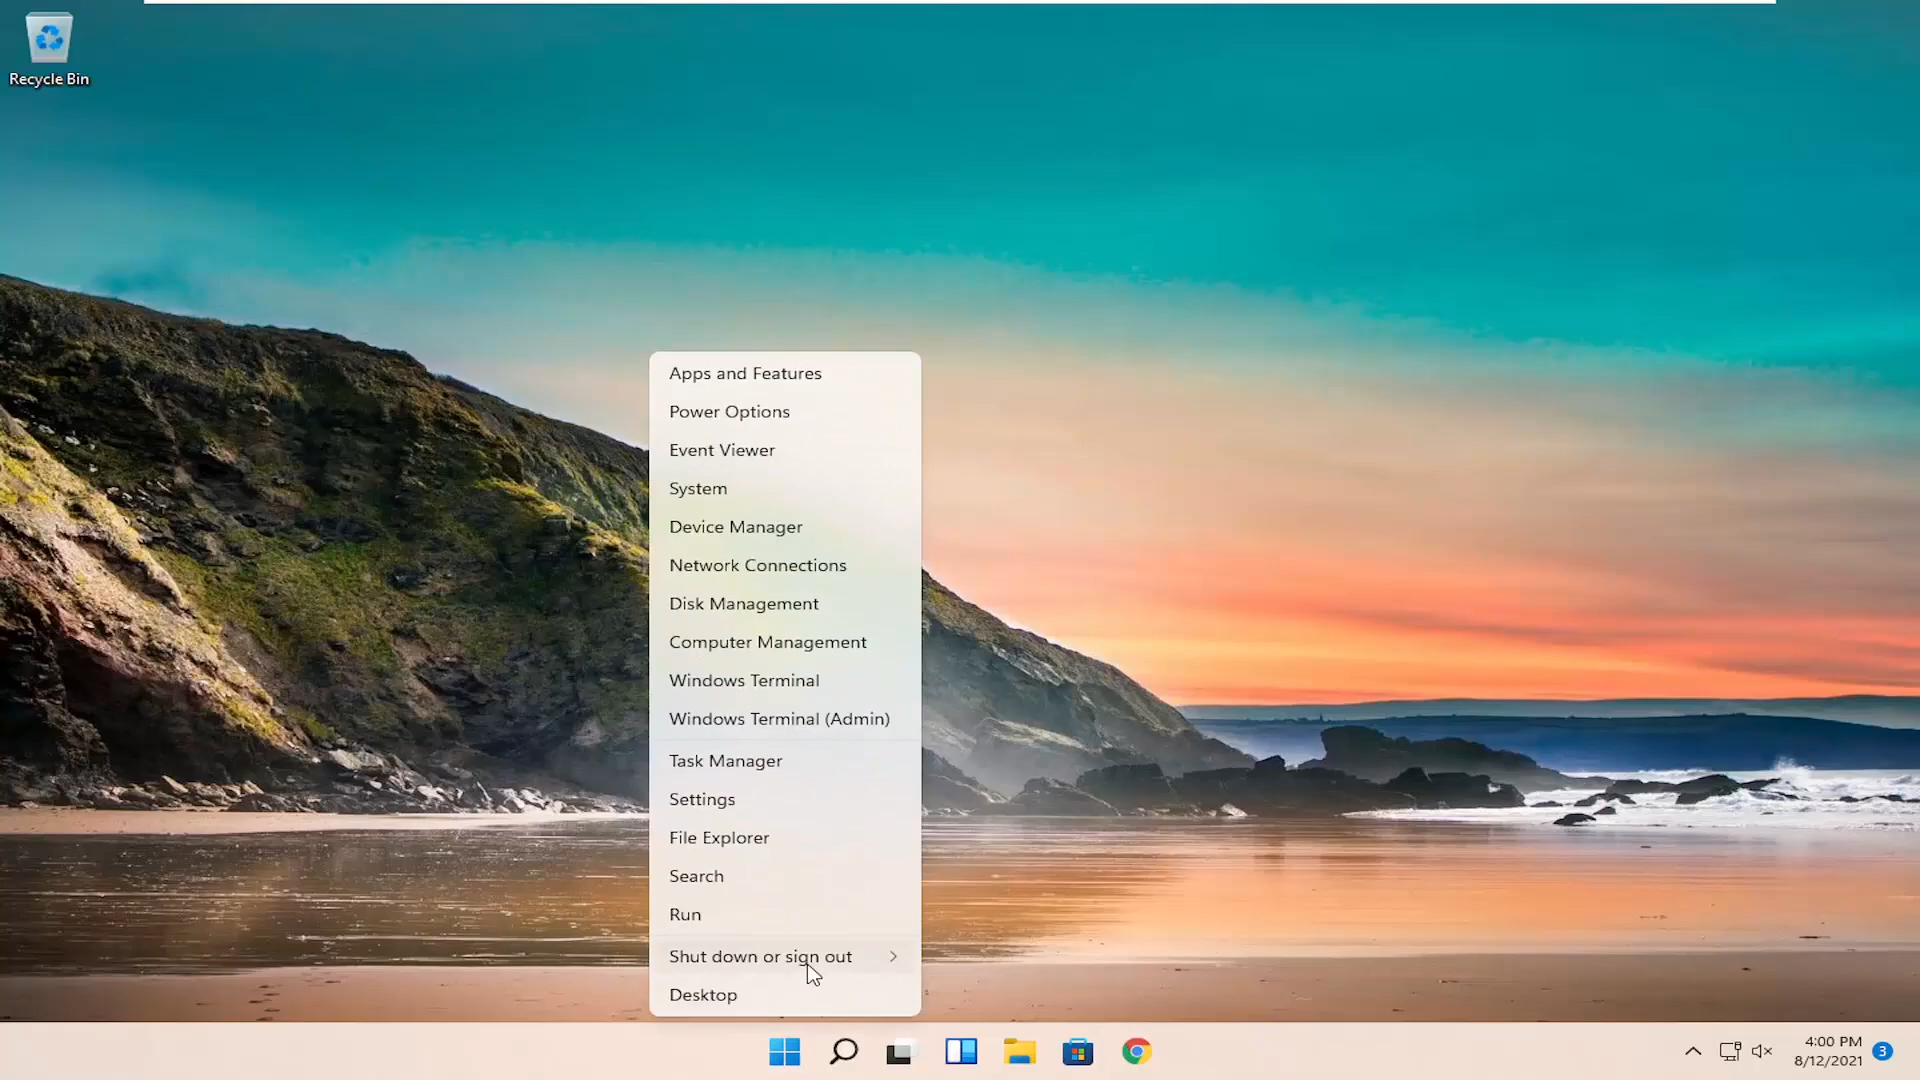 Recycle Bin
Apps and Features
Power Options
Event Viewer
System
Device Manager
Network Connections
Disk Management
Computer Management
Windows Terminal
Windows Terminal (Admin)
Task Manager
Settings
File Explorer
Search
Run
Shut down or sign out
Desktop
4:00 PM
8/12/2021
3